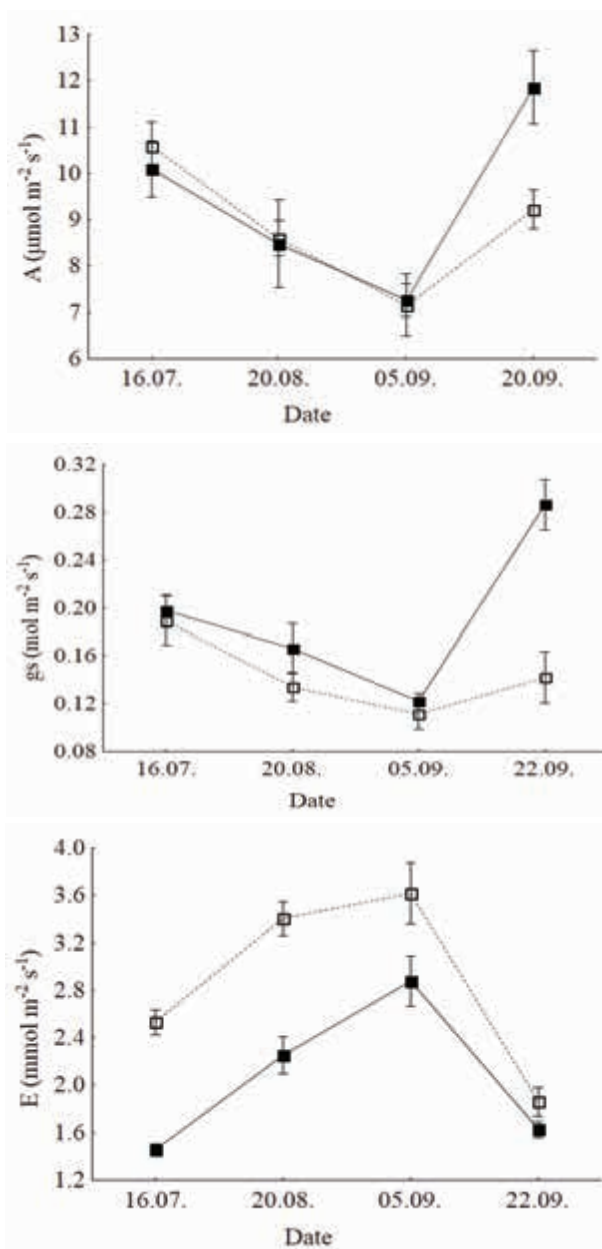 13
12
11
10
9
8
7
6
A (μmol m-2 s-1)
16.07. 20.08. 05.09. 20.09.
Date
0.32
0.28
0.24
0.20
0.16
0.12
0.08
gs (mol m-2 s-1)
16.07. 20.08. 05.09. 22.09.
Date
4.0
3.6
3.2
2.8
2.4
2.0
1.6
1.2
E (mmol m-2 s-1)
16.07. 20.08. 05.09. 22.09.
Date